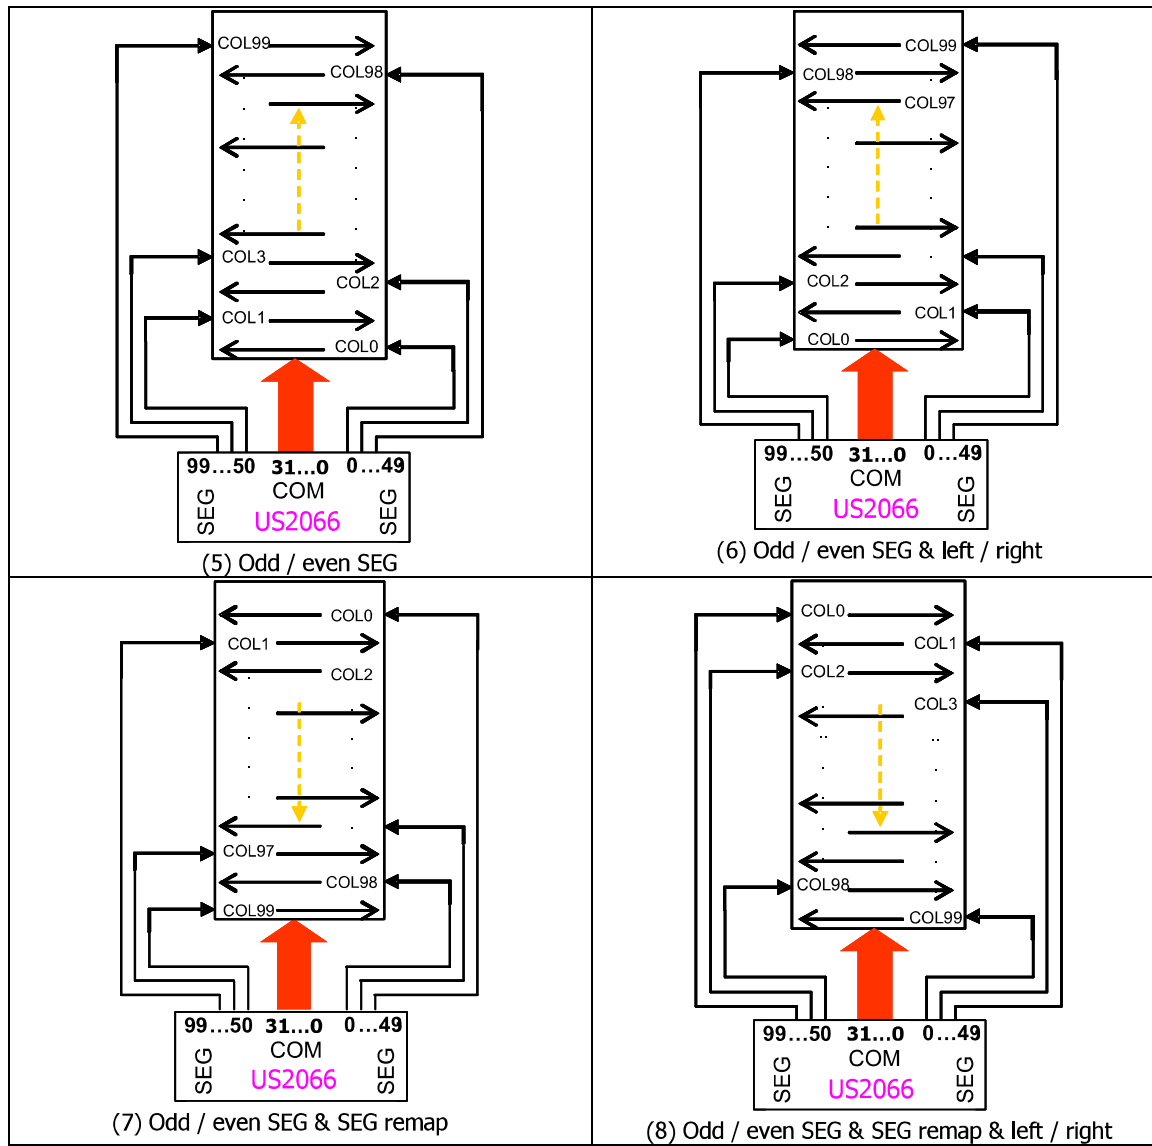 COL99
COL98
COL3
COL2
COL1
COL0
99...50 31...0 0...49
SEG COM SEG
US2066
(5) Odd / even SEG
COL99
COL98
COL97
COL2
COL1
COL0
99...50 31...0 0...49
SEG COM SEG
US2066
(6) Odd / even SEG & left / right
COL0
COL1
COL2
COL97
COL98
COL99
99...50 31...0 0...49
SEG COM SEG
US2066
(7) Odd / even SEG & SEG remap
COL0
COL1
COL2
COL3
COL98
COL99
99...50 31...0 0...49
SEG COM SEG
US2066
(8) Odd / even SEG & SEG remap & left / right